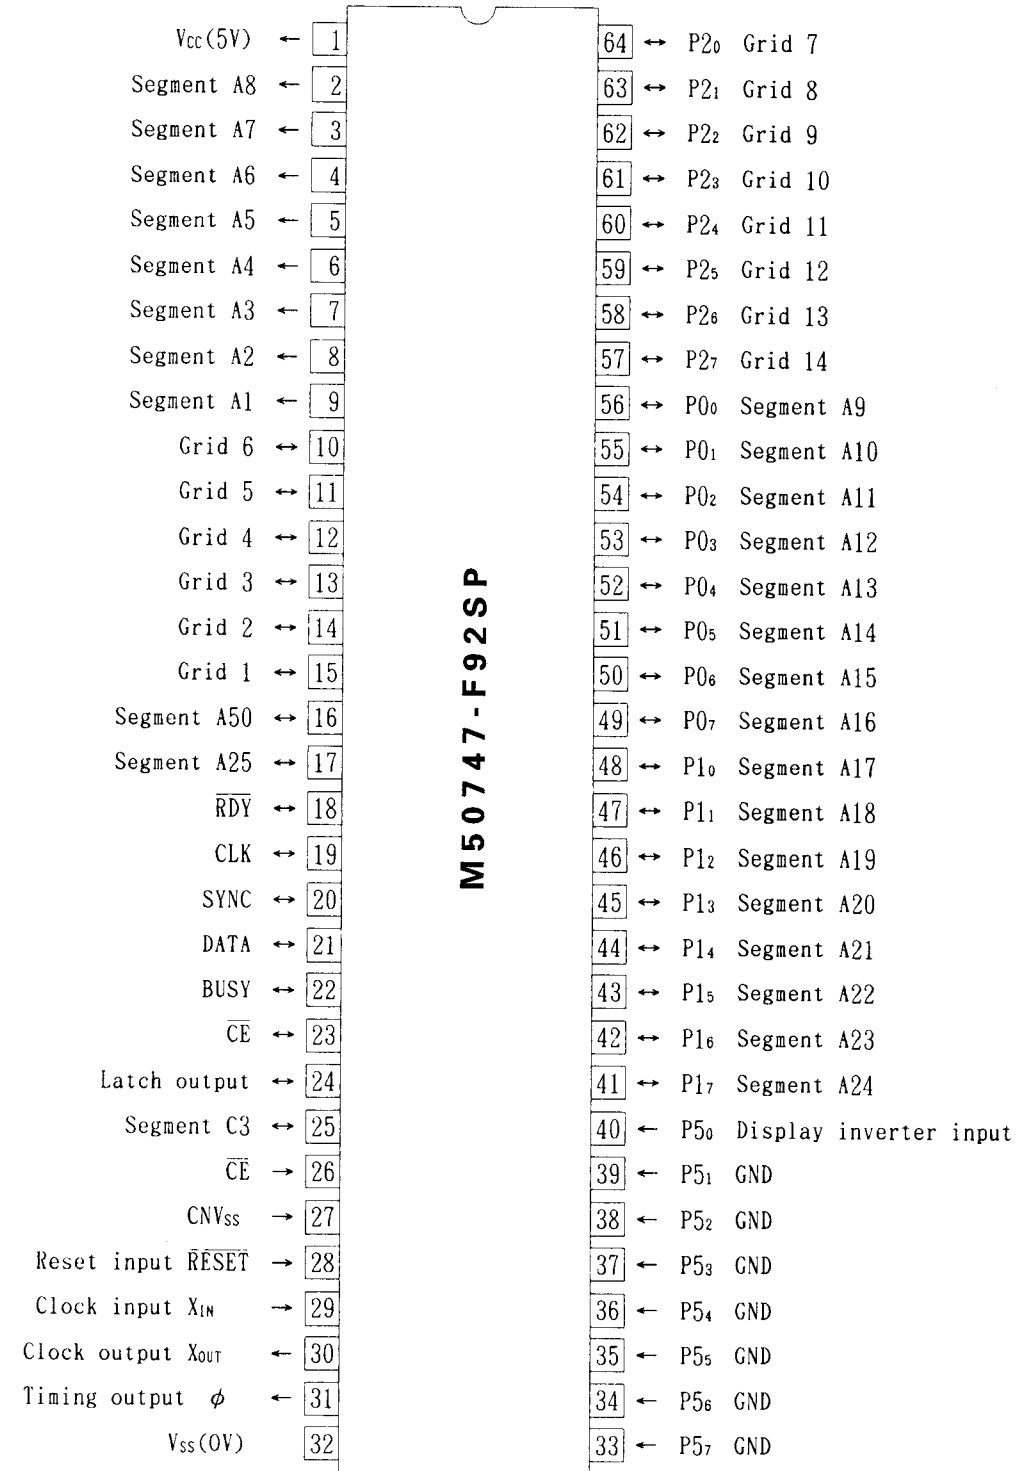 Vcc(5V) ← 1
Segment A8 ← 2
Segment A7 ← 3
Segment A6 ← 4
Segment A5 ← 5
Segment A4 ← 6
Segment A3 ← 7
Segment A2 ← 8
Segment A1 ← 9
Grid 6 ↔ 10
Grid 5 ↔ 11
Grid 4 ↔ 12
Grid 3 ↔ 13
Grid 2 ↔ 14
Grid 1 ↔ 15
Segment A50 ↔ 16
Segment A25 ↔ 17
R̅D̅Y̅ ↔ 18
CLK ↔ 19
SYNC ↔ 20
DATA ↔ 21
BUSY ↔ 22
C̅E̅ ↔ 23
Latch output ↔ 24
Segment C3 ↔ 25
C̅E̅ → 26
CNVss → 27
Reset input R̅E̅S̅E̅T̅ → 28
Clock input XIN → 29
Clock output XOUT ← 30
Timing output ϕ ← 31
Vss(0V) 32
M50747-F92SP
64 ↔ P2₀ Grid 7
63 ↔ P2₁ Grid 8
62 ↔ P2₂ Grid 9
61 ↔ P2₃ Grid 10
60 ↔ P2₄ Grid 11
59 ↔ P2₅ Grid 12
58 ↔ P2₆ Grid 13
57 ↔ P2₇ Grid 14
56 ↔ P0₀ Segment A9
55 ↔ P0₁ Segment A10
54 ↔ P0₂ Segment A11
53 ↔ P0₃ Segment A12
52 ↔ P0₄ Segment A13
51 ↔ P0₅ Segment A14
50 ↔ P0₆ Segment A15
49 ↔ P0₇ Segment A16
48 ↔ P1₀ Segment A17
47 ↔ P1₁ Segment A18
46 ↔ P1₂ Segment A19
45 ↔ P1₃ Segment A20
44 ↔ P1₄ Segment A21
43 ↔ P1₅ Segment A22
42 ↔ P1₆ Segment A23
41 ↔ P1₇ Segment A24
40 ← P5₀ Display inverter input
39 ← P5₁ GND
38 ← P5₂ GND
37 ← P5₃ GND
36 ← P5₄ GND
35 ← P5₅ GND
34 ← P5₆ GND
33 ← P5₇ GND